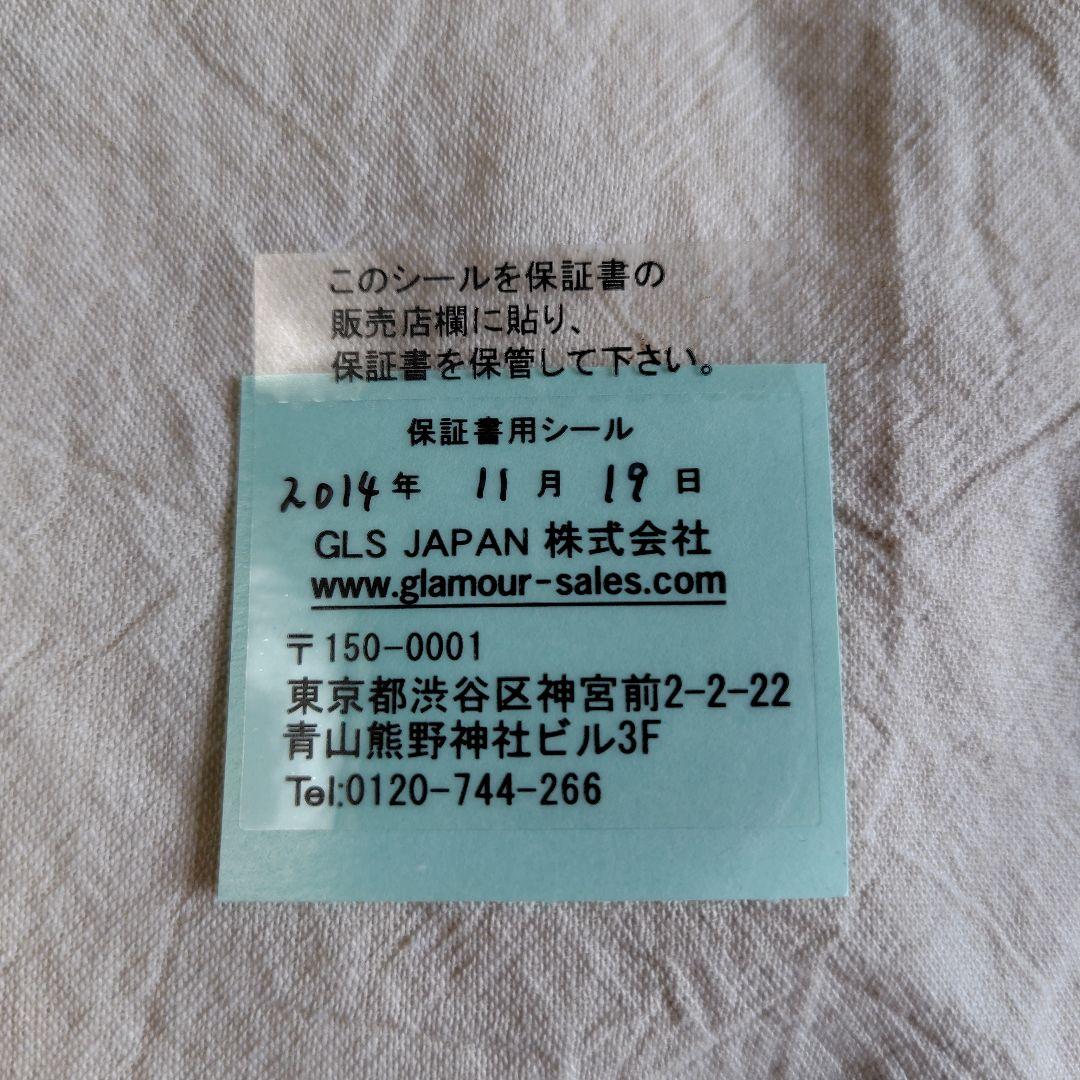 このシールを保証書の
販売店欄に貼り、
保証書を保管して下さい。
保証書用シール
2014年 11月 19日
GLS JAPAN 株式会社
www.glamour-sales.com
〒150-0001
東京都渋谷区神宮前2-2-22
青山熊野神社ビル3F
Tel:0120-744-266